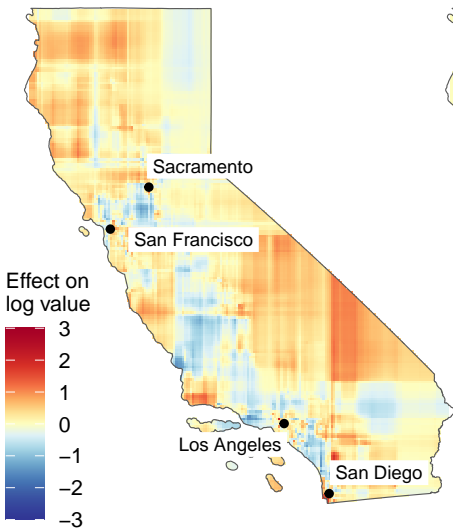 Sacramento
San Francisco
Effect on
log value
3
2
1
0
−1
−2
−3
Los Angeles
San Diego